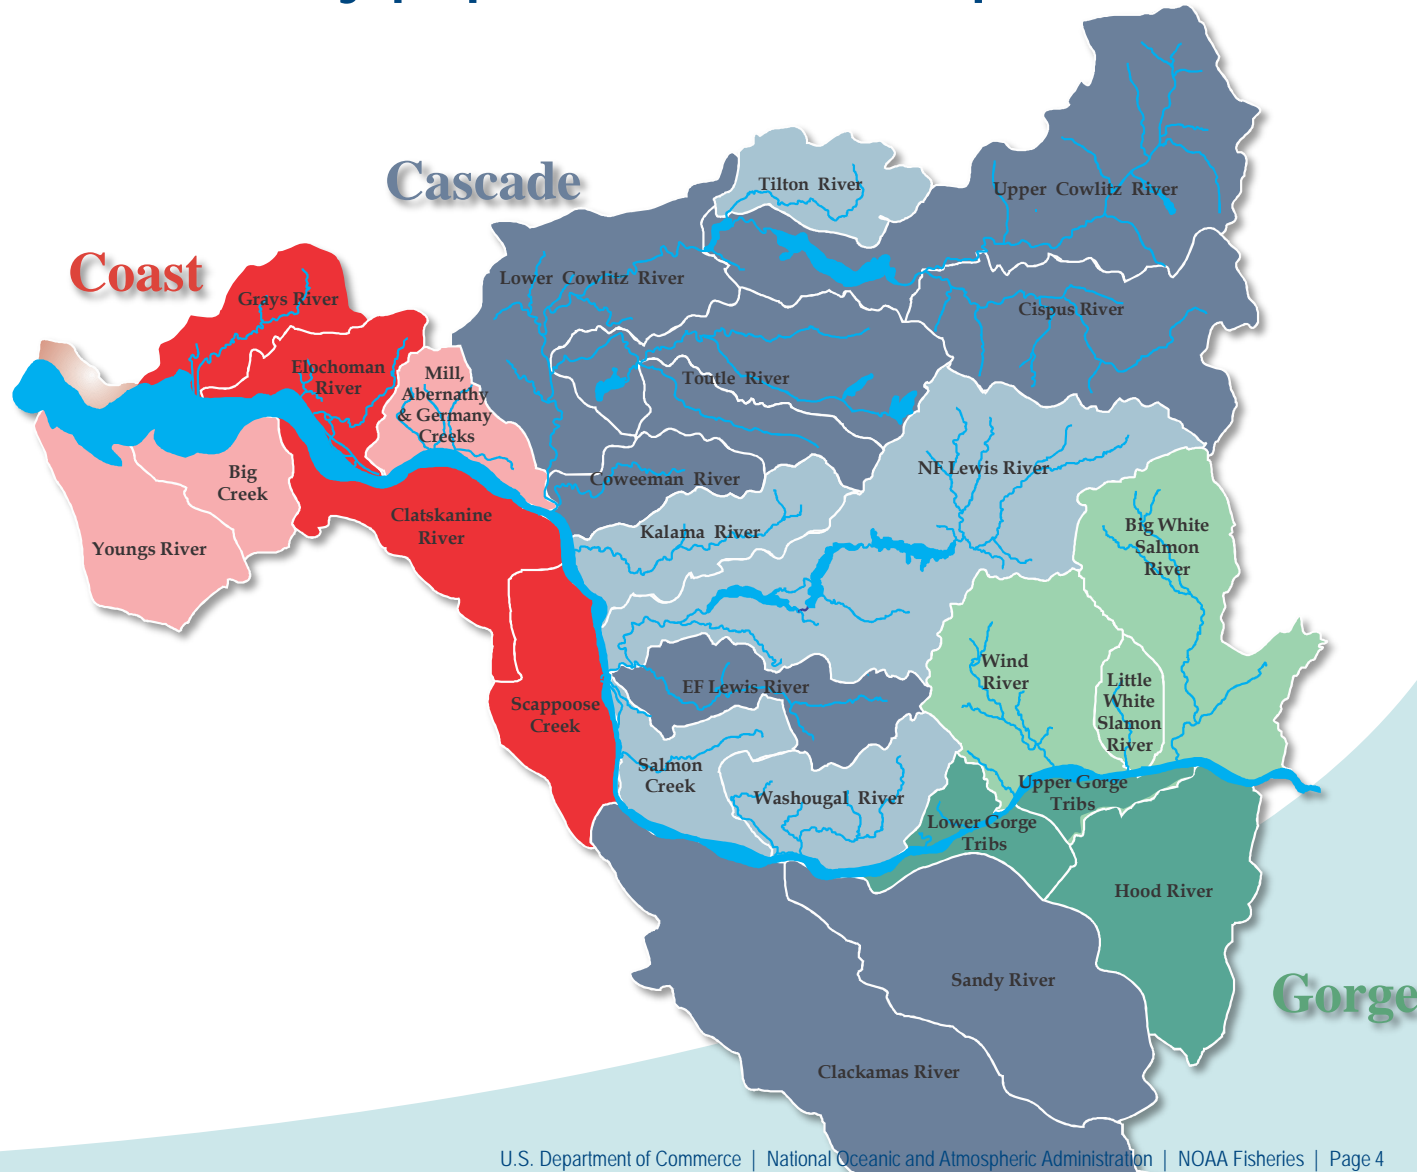 Cascade
Coast
Gorge
Tilton River
Upper Cowlitz River
Lower Cowlitz River
Grays River
Cispus River
Elochoman
River
Mill,
Abernathy
& Germany
Creeks
Toutle River
Big
Creek
Coweeman River
NF Lewis River
Clatskanine
River
Kalama River
Big White
Salmon
River
Youngs River
Wind
River
Little
White
Slamon
River
EF Lewis River
Scappoose
Creek
Salmon
Creek
Washougal River
Upper Gorge
Tribs
Lower Gorge
Tribs
Hood River
Sandy River
Clackamas River
U.S. Department of Commerce | National Oceanic and Atmospheric Administration | NOAA Fisheries | Page 4